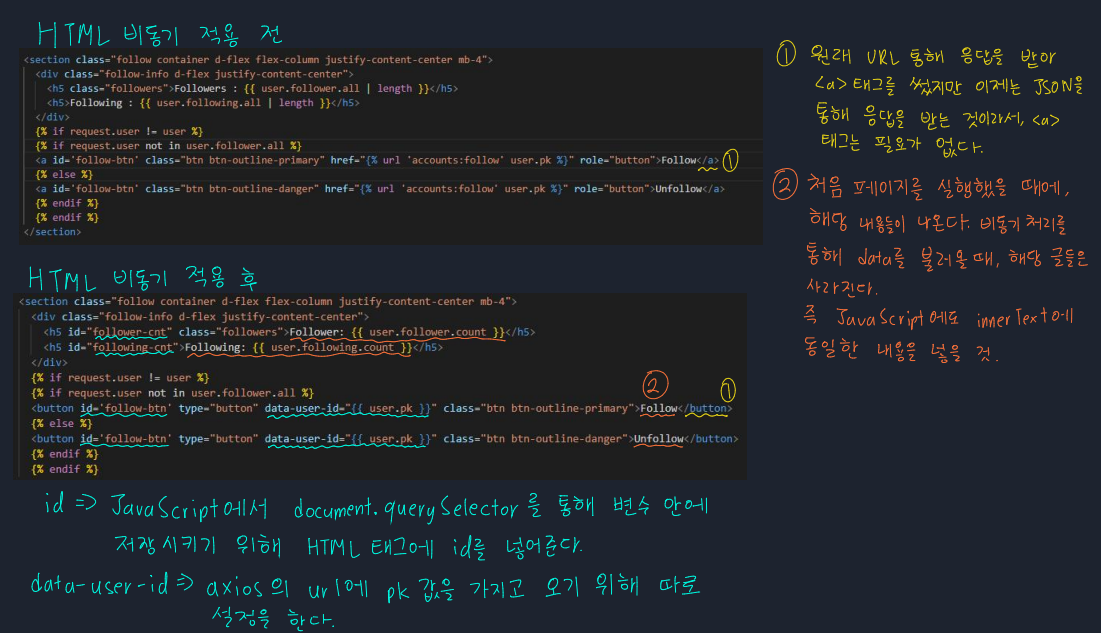 HTML 비동기 적용 전
<section class="follow container d-flex flex-column justify-content-center mb-4">
<div class="follow-info d-flex justify-content-center">
<h5 class="followers">Followers : {{ user.follower.all | length }}</h5>
<h5>Following : {{ user.following.all | length }}</h5>
</div>
{% if request.user != user %}
{% if request.user not in user.follower.all %}
<a id='follow-btn' class="btn btn-outline-primary" href="{% url 'accounts:follow' user.pk %}" role="button">Follow</a> ①
{% else %}
<a id='follow-btn' class="btn btn-outline-danger" href="{% url 'accounts:follow' user.pk %}" role="button">Unfollow</a>
{% endif %}
{% endif %}
</section>
HTML 비동기 적용 후
<section class="follow container d-flex flex-column justify-content-center mb-4">
<div class="follow-info d-flex justify-content-center">
<h5 id="follower-cnt" class="followers">Follower: {{ user.follower.count }}</h5>
<h5 id="following-cnt">Following: {{ user.following.count }}</h5>
</div>
{% if request.user != user %}
{% if request.user not in user.follower.all %}
② ①
<button id='follow-btn' type="button" data-user-id="{{ user.pk }}" class="btn btn-outline-primary">Follow</button>
{% else %}
<button id='follow-btn' type="button" data-user-id="{{ user.pk }}" class="btn btn-outline-danger">Unfollow</button>
{% endif %}
{% endif %}
id => JavaScript에서 document.querySelector를 통해 변수 안에
저장시키기 위해 HTML 태그에 id를 넣어준다.
data-user-id => axios의 url에 pk 값을 가지고 오기 위해 따로
설정을 한다.
① 원래 URL 통해 응답을 받아
<a> 태그를 썼지만 이제는 JSON을
통해 응답을 받는 것이라서, <a>
태그는 필요가 없다.
② 처음 페이지를 실행했을 때에,
해당 내용들이 나온다. 비동기 처리를
통해 data를 불러올 때, 해당 글들은
사라진다.
즉 JavaScript에도 innerText에
동일한 내용을 넣을 것.